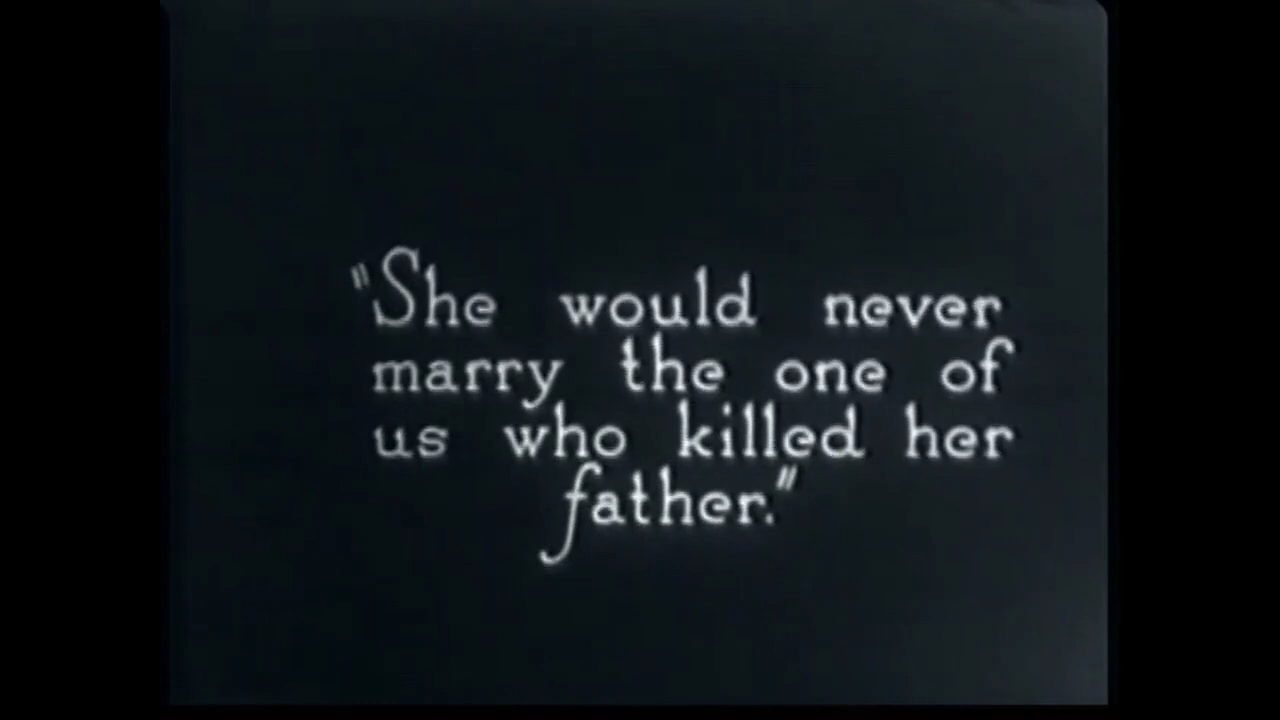 "She would never
marry the one of
us who killed her
father."